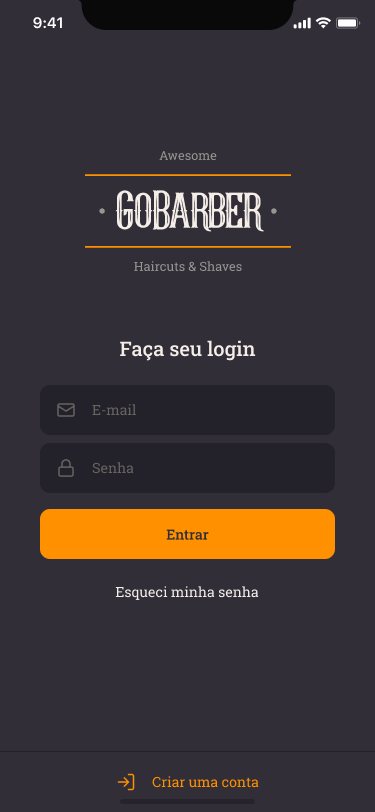 9:41
Awesome
• GOBARBER •
Haircuts & Shaves
Faça seu login
E-mail
Senha
Entrar
Esqueci minha senha
Criar uma conta